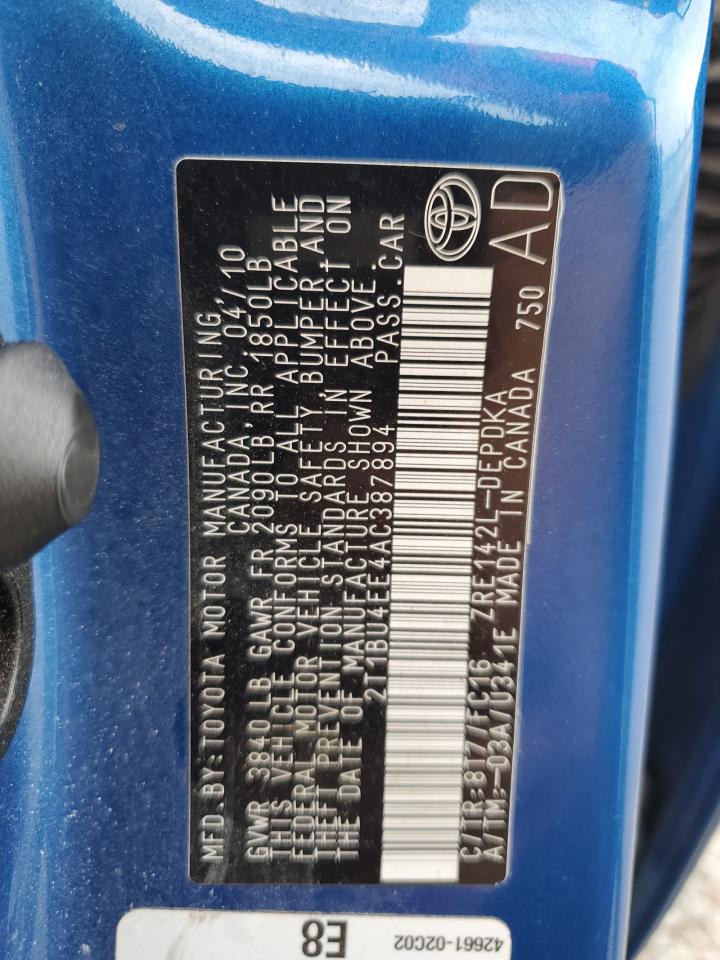 MFD.BY:TOYOTA MOTOR MANUFACTURING,
CANADA,INC.04/10
GVWR 3840LB GAWR FR 2090LB RR 1850LB
THIS VEHICLE CONFORMS TO ALL APPLICABLE
FEDERAL MOTOR VEHICLE SAFETY,BUMPER,AND
THEFT PREVENTION STANDARDS IN EFFECT ON
THE DATE OF MANUFACTURE SHOWN ABOVE.
2T1BU4EE4AC387894 PASS.CAR
C/TR:8T7/FC16 ZRE142L-DEPDKA
A/TM:-03A/U341E MADE IN CANADA 750
AD
E8
42661-02C02